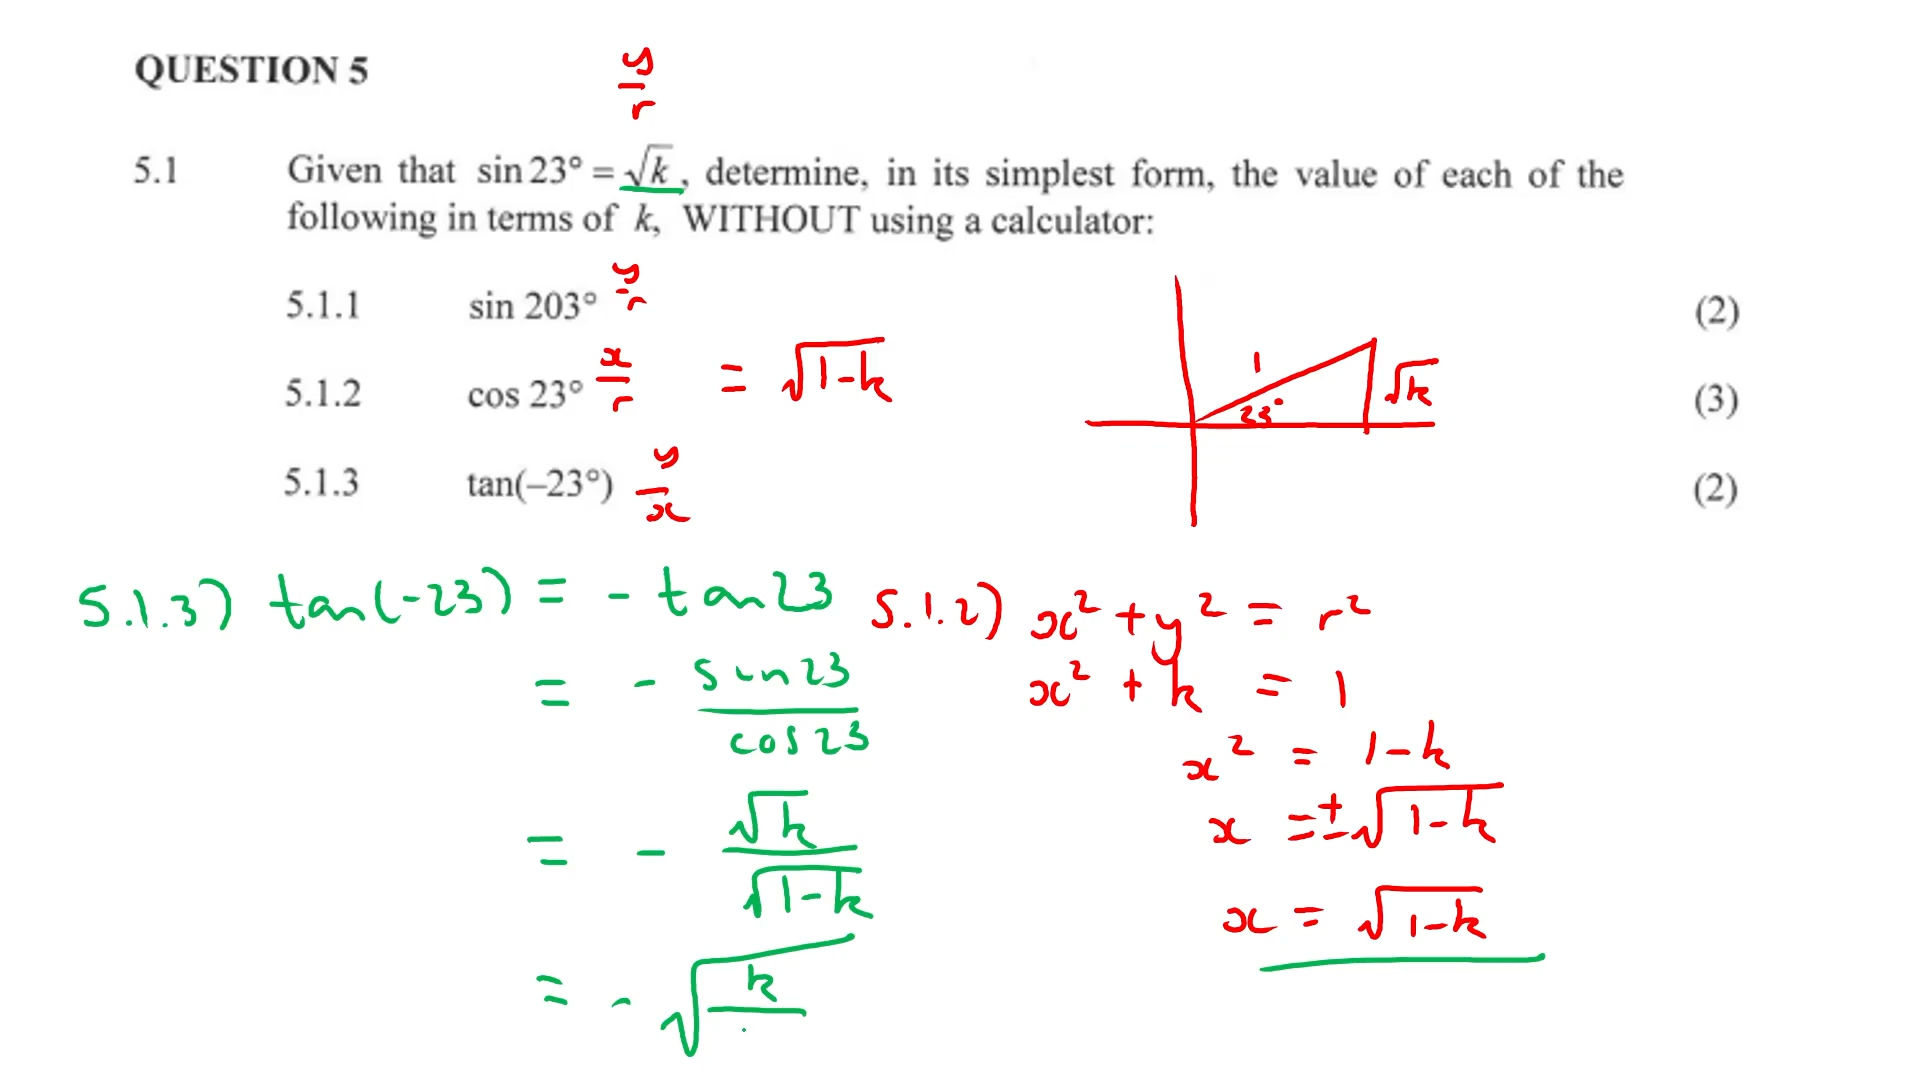 QUESTION 5
y/r
5.1 Given that sin 23° = √k, determine, in its simplest form, the value of each of the
following in terms of k, WITHOUT using a calculator:
5.1.1 sin 203° y/r (2)
5.1.2 cos 23° x/r = √(1-k) (3)
5.1.3 tan(–23°) y/x (2)
1
√k
23°
5.1.3) tan(-23) = - tan23
= - sin23/cos23
= - √k/√(1-k)
= - √(k/
5.1.2) x² + y² = r²
x² + k = 1
x² = 1-k
x = ±√(1-k)
x = √(1-k)